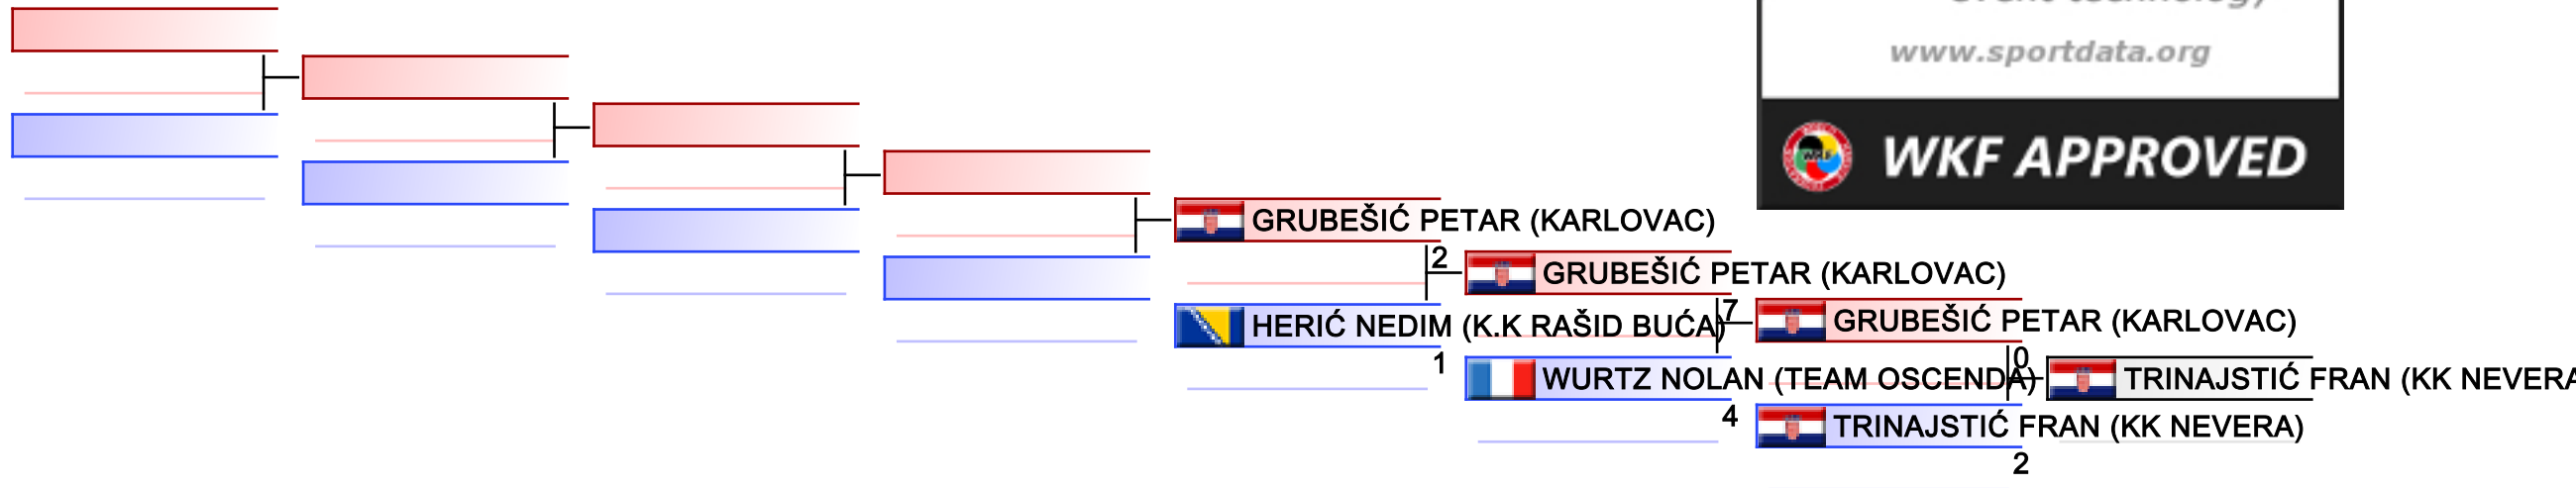 www.sportdata.org
WKF APPROVED
GRUBEŠIĆ PETAR (KARLOVAC)
2
GRUBEŠIĆ PETAR (KARLOVAC)
HERIĆ NEDIM (K.K RAŠID BUĆA)
7
GRUBEŠIĆ PETAR (KARLOVAC)
1
0
WURTZ NOLAN (TEAM OSCENDA)
TRINAJSTIĆ FRAN (KK NEVERA
4
TRINAJSTIĆ FRAN (KK NEVERA)
2